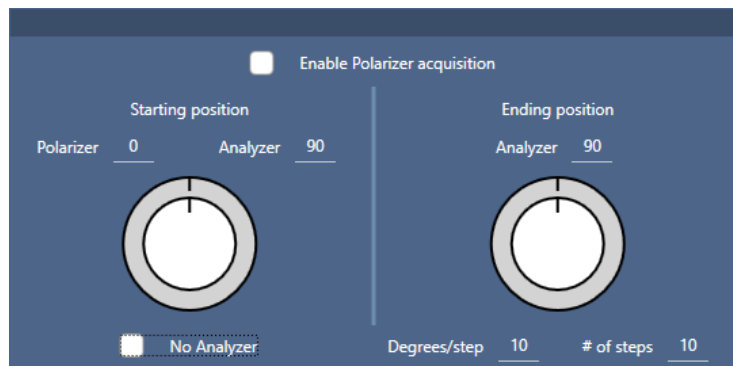 Enable Polarizer acquisition
Starting position
Polarizer 0 Analyzer 90
No Analyzer
Ending position
Analyzer 90
Degrees/step 10 # of steps 10